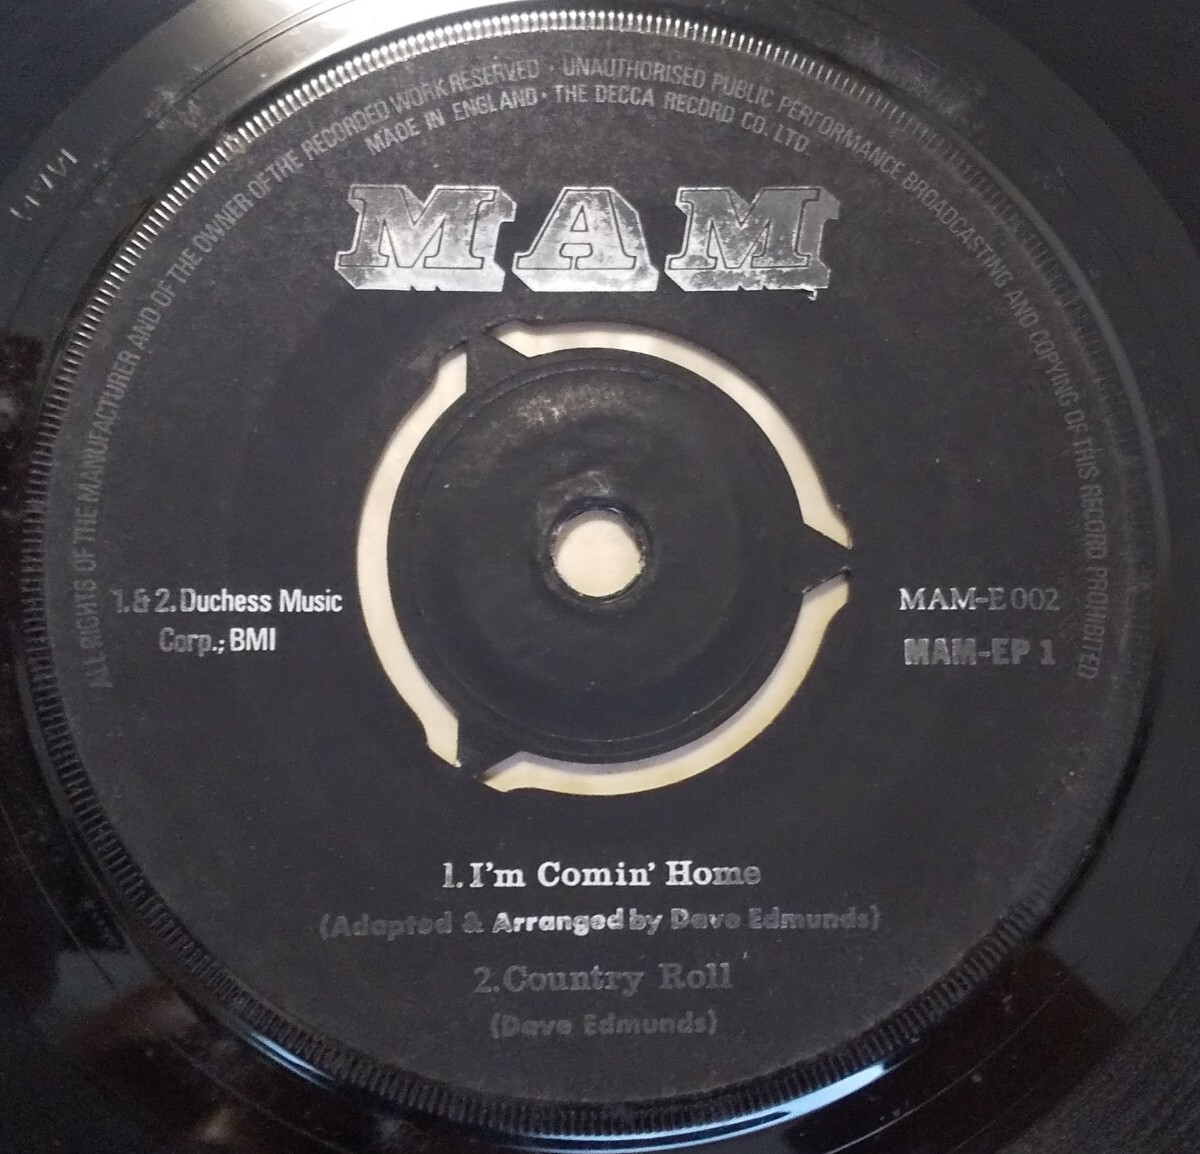 ALL RIGHTS OF THE MANUFACTURER AND OF THE OWNER OF THE RECORDED WORK RESERVED · UNAUTHORISED PUBLIC PERFORMANCE BROADCASTING AND COPYING OF THIS RECORD PROHIBITED
MADE IN ENGLAND · THE DECCA RECORD CO. LTD.
MAM
1.&2. Duchess Music
Corp.; BMI
MAM-E 002
MAM-EP 1
1. I'm Comin' Home
(Adapted & Arranged by Dave Edmunds)
2. Country Roll
(Dave Edmunds)